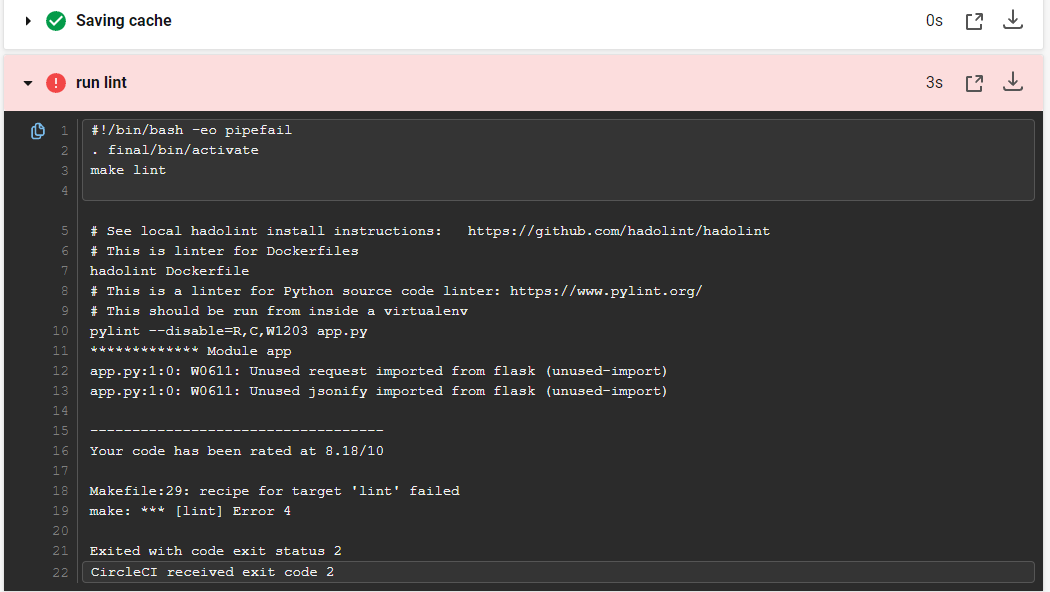 Saving cache 0s
run lint 3s
1 #!/bin/bash -eo pipefail
2 . final/bin/activate
3 make lint
4
5 # See local hadolint install instructions:   https://github.com/hadolint/hadolint
6 # This is linter for Dockerfiles
7 hadolint Dockerfile
8 # This is a linter for Python source code linter: https://www.pylint.org/
9 # This should be run from inside a virtualenv
10 pylint --disable=R,C,W1203 app.py
11 ************* Module app
12 app.py:1:0: W0611: Unused request imported from flask (unused-import)
13 app.py:1:0: W0611: Unused jsonify imported from flask (unused-import)
14
15 -----------------------------------
16 Your code has been rated at 8.18/10
17
18 Makefile:29: recipe for target 'lint' failed
19 make: *** [lint] Error 4
20
21 Exited with code exit status 2
22 CircleCI received exit code 2